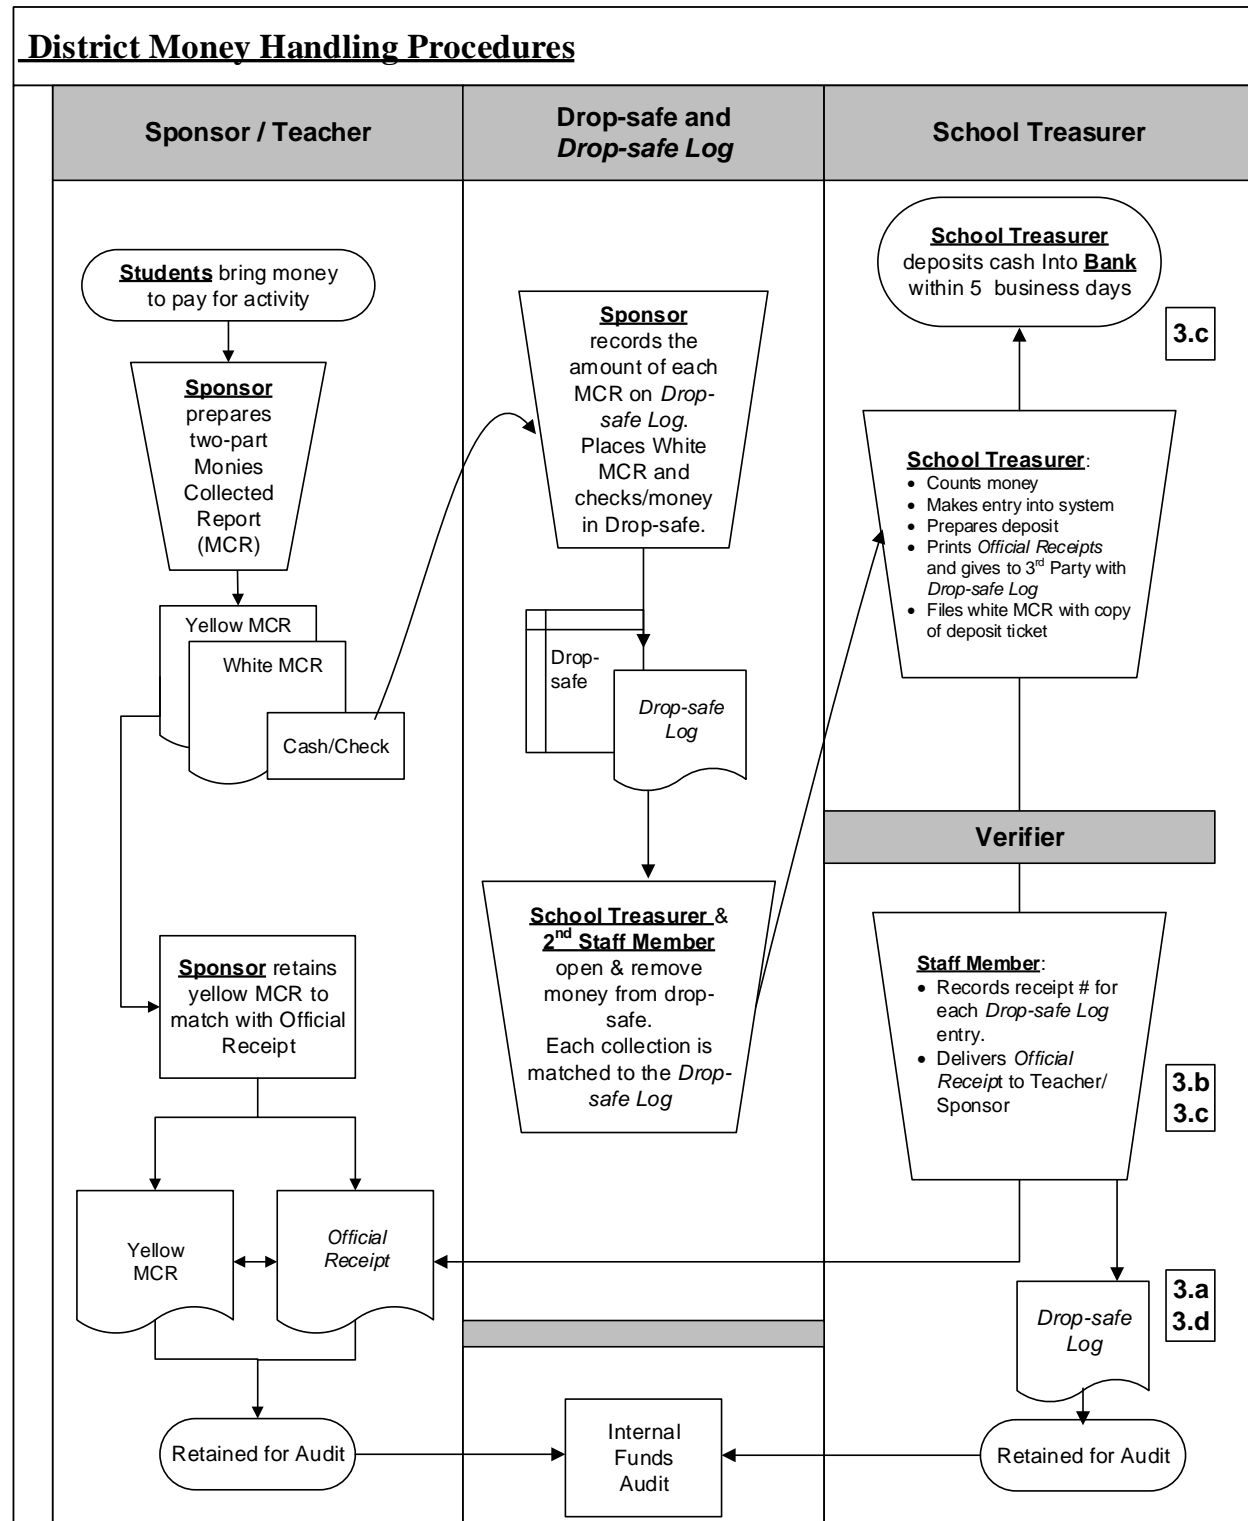 District Money Handling Procedures
Sponsor / Teacher
Drop-safe and
Drop-safe Log
School Treasurer
Students bring money
to pay for activity
Sponsor
prepares
two-part
Monies
Collected
Report
(MCR)
Yellow MCR
White MCR
Cash/Check
Sponsor retains
yellow MCR to
match with Official
Receipt
Yellow
MCR
Official
Receipt
Retained for Audit
Sponsor
records the
amount of each
MCR on Drop-
safe Log.
Places White
MCR and
checks/money
in Drop-safe.
Drop-
safe
Drop-safe
Log
School Treasurer &
2nd Staff Member
open & remove
money from drop-
safe.
Each collection is
matched to the Drop-
safe Log
Internal
Funds
Audit
School Treasurer
deposits cash Into Bank
within 5 business days
3.c
School Treasurer:
• Counts money
• Makes entry into system
• Prepares deposit
• Prints Official Receipts
and gives to 3rd Party with
Drop-safe Log
• Files white MCR with copy
of deposit ticket
Verifier
Staff Member:
• Records receipt # for
each Drop-safe Log
entry.
• Delivers Official
Receipt to Teacher/
Sponsor
3.b
3.c
3.a
3.d
Drop-safe
Log
Retained for Audit